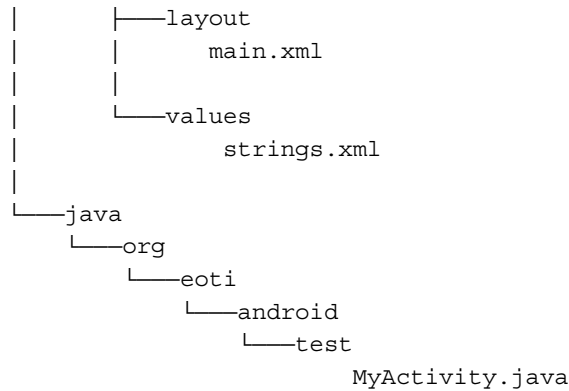 │       ├───layout
│       │      main.xml
│       │
│       └───values
│               strings.xml
│
└───java
    └───org
        └───eoti
            └───android
                └───test
                        MyActivity.java